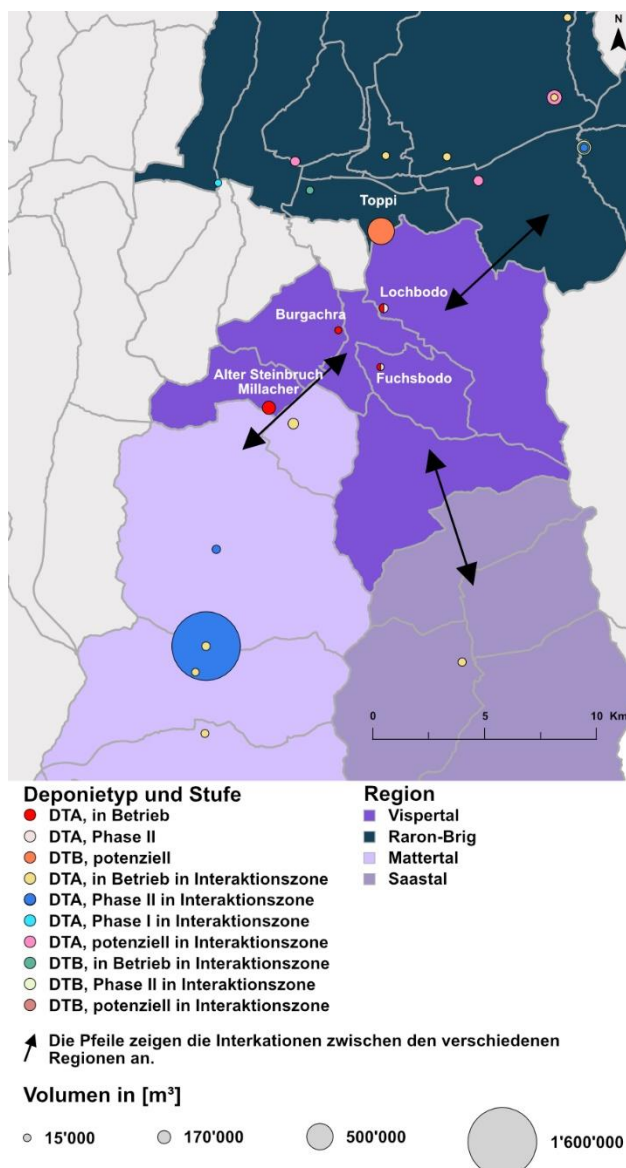 N
Toppi
Lochbodo
Burgachra
Alter Steinbruch
Millacher
Fuchsbodo
0 5 10 Km
Deponietyp und Stufe
DTA, in Betrieb
DTA, Phase II
DTB, potenziell
DTA, in Betrieb in Interaktionszone
DTA, Phase II in Interaktionszone
DTA, Phase I in Interaktionszone
DTA, potenziell in Interaktionszone
DTB, in Betrieb in Interaktionszone
DTB, Phase II in Interaktionszone
DTB, potenziell in Interaktionszone
Region
Vispertal
Raron-Brig
Mattertal
Saastal
Die Pfeile zeigen die Interkationen zwischen den verschiedenen
Regionen an.
Volumen in [m³]
15'000 170'000 500'000 1'600'000